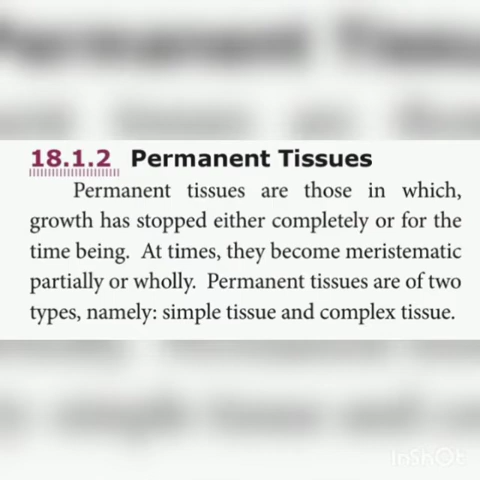 18.1.2 Permanent Tissues
Permanent tissues are those in which,
growth has stopped either completely or for the
time being. At times, they become meristematic
partially or wholly. Permanent tissues are of two
types, namely: simple tissue and complex tissue.
InShOt